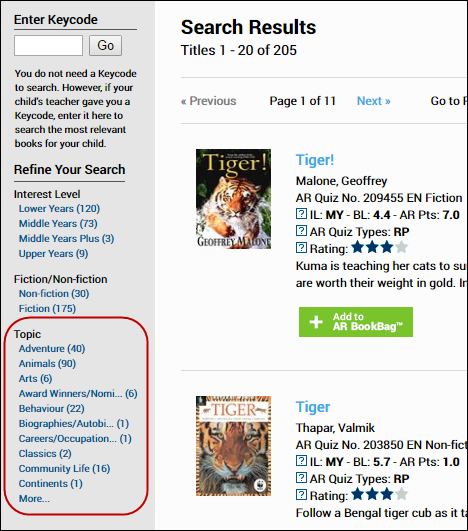 Enter Keycode
Go
You do not need a Keycode
to search. However, if your
child's teacher gave you a
Keycode, enter it here to
search the most relevant
books for your child.
Refine Your Search
Interest Level
Lower Years (120)
Middle Years (73)
Middle Years Plus (3)
Upper Years (9)
Fiction/Non-fiction
Non-fiction (30)
Fiction (175)
Topic
Adventure (40)
Animals (90)
Arts (6)
Award Winners/Nomi... (6)
Behaviour (22)
Biographies/Autobi... (1)
Careers/Occupation... (1)
Classics (2)
Community Life (16)
Continents (1)
More...
Search Results
Titles 1 - 20 of 205
« Previous Page 1 of 11 Next » Go to
Tiger!
GEOFFREY MALONE
Tiger!
Malone, Geoffrey
AR Quiz No. 209455 EN Fiction
? IL: MY - BL: 4.4 - AR Pts: 7.0
? AR Quiz Types: RP
? Rating:
Kuma is teaching her cats to su
are worth their weight in gold. In
+ Add to
AR BookBag™
TIGER
WWF
Tiger
Thapar, Valmik
AR Quiz No. 203850 EN Non-fict
? IL: MY - BL: 5.7 - AR Pts: 1.0
? AR Quiz Types: RP
? Rating:
Follow a Bengal tiger cub as it ta